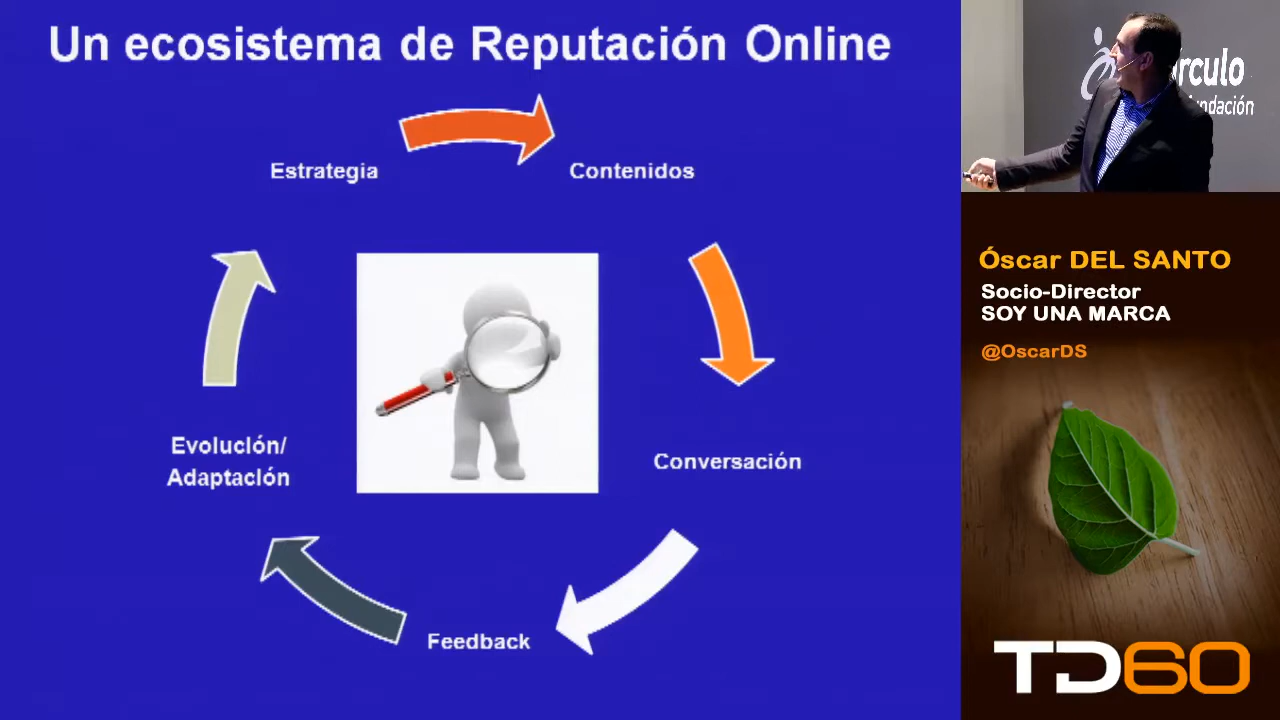 Un ecosistema de Reputación Online
Estrategia
Contenidos
Conversación
Feedback
Evolución/
Adaptación
Óscar DEL SANTO
Socio-Director
SOY UNA MARCA
@OscarDS
TD60